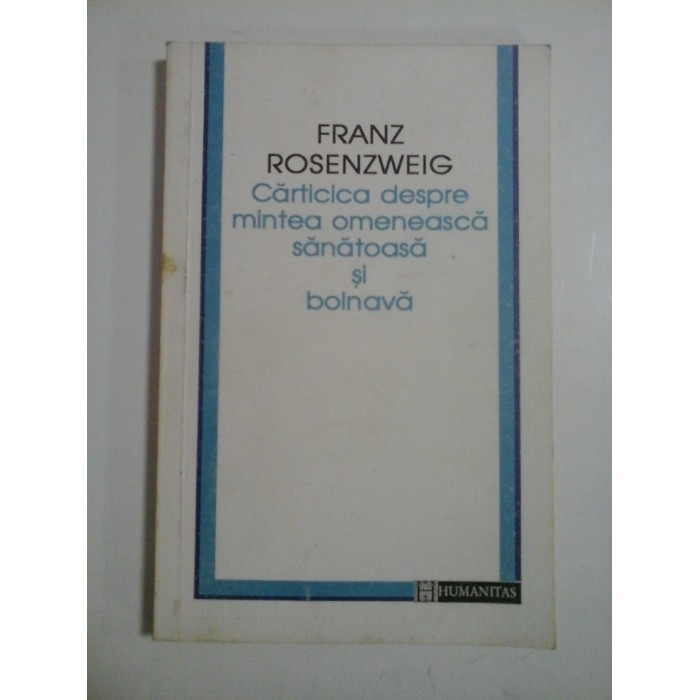 FRANZ
ROSENZWEIG
Cărticica despre
mintea omenească
sănătoasă
și
bolnavă
HUMANITAS